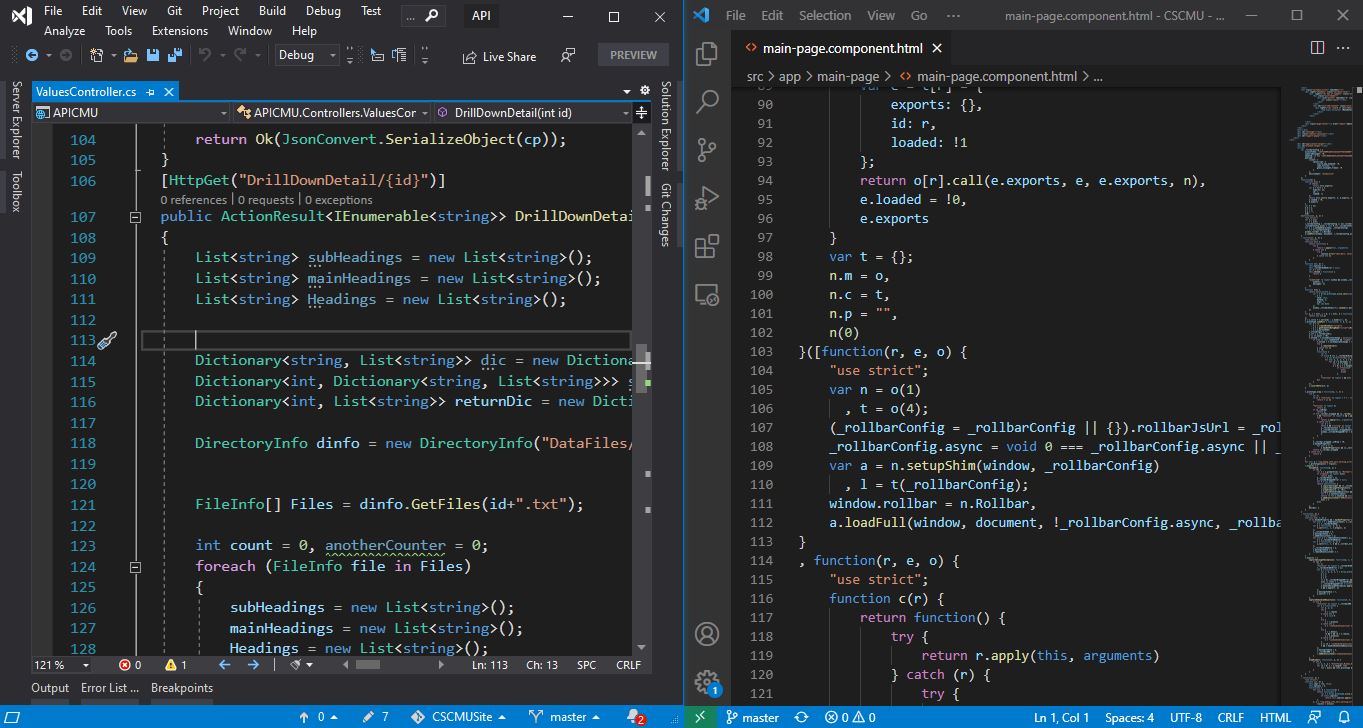 File Edit View Git Project Build Debug Test
... API
Analyze Tools Extensions Window Help
Debug Live Share PREVIEW
Server Explorer
Toolbox
ValuesController.cs
APICMU APICMU.Controllers.ValuesCor DrillDownDetail(int id)
104 return Ok(JsonConvert.SerializeObject(cp));
105 }
106 [HttpGet("DrillDownDetail/{id}")]
0 references | 0 requests | 0 exceptions
107 public ActionResult<IEnumerable<string>> DrillDownDetai
108 {
109 List<string> subHeadings = new List<string>();
110 List<string> mainHeadings = new List<string>();
111 List<string> Headings = new List<string>();
112
113
114 Dictionary<string, List<string>> dic = new Dictiona
115 Dictionary<int, Dictionary<string, List<string>>> s
116 Dictionary<int, List<string>> returnDic = new Dicti
117
118 DirectoryInfo dinfo = new DirectoryInfo("DataFiles/
119
120
121 FileInfo[] Files = dinfo.GetFiles(id+".txt");
122
123 int count = 0, anotherCounter = 0;
124 foreach (FileInfo file in Files)
125 {
126 subHeadings = new List<string>();
127 mainHeadings = new List<string>();
128 Headings = new List<string>();
Solution Explorer
Git Changes
121 % 0 1 Ln: 113 Ch: 13 SPC CRLF
Output Error List ... Breakpoints
0 7 CSCMUSite master 2
File Edit Selection View Go ··· main-page.component.html - CSCMU - ...
main-page.component.html
src > app > main-page > main-page.component.html > ...
90 exports: {},
91 id: r,
92 loaded: !1
93 };
94 return o[r].call(e.exports, e, e.exports, n),
95 e.loaded = !0,
96 e.exports
97 }
98 var t = {};
99 n.m = o,
100 n.c = t,
101 n.p = "",
102 n(0)
103 }([function(r, e, o) {
104 "use strict";
105 var n = o(1)
106 , t = o(4);
107 (_rollbarConfig = _rollbarConfig || {}).rollbarJsUrl = _rol
108 _rollbarConfig.async = void 0 === _rollbarConfig.async || _
109 var a = n.setupShim(window, _rollbarConfig)
110 , l = t(_rollbarConfig);
111 window.rollbar = n.Rollbar,
112 a.loadFull(window, document, !_rollbarConfig.async, _rollba
113 }
114 , function(r, e, o) {
115 "use strict";
116 function c(r) {
117 return function() {
118 try {
119 return r.apply(this, arguments)
120 } catch (r) {
121 try {
1
master 0 0 Ln 1, Col 1 Spaces: 4 UTF-8 CRLF HTML